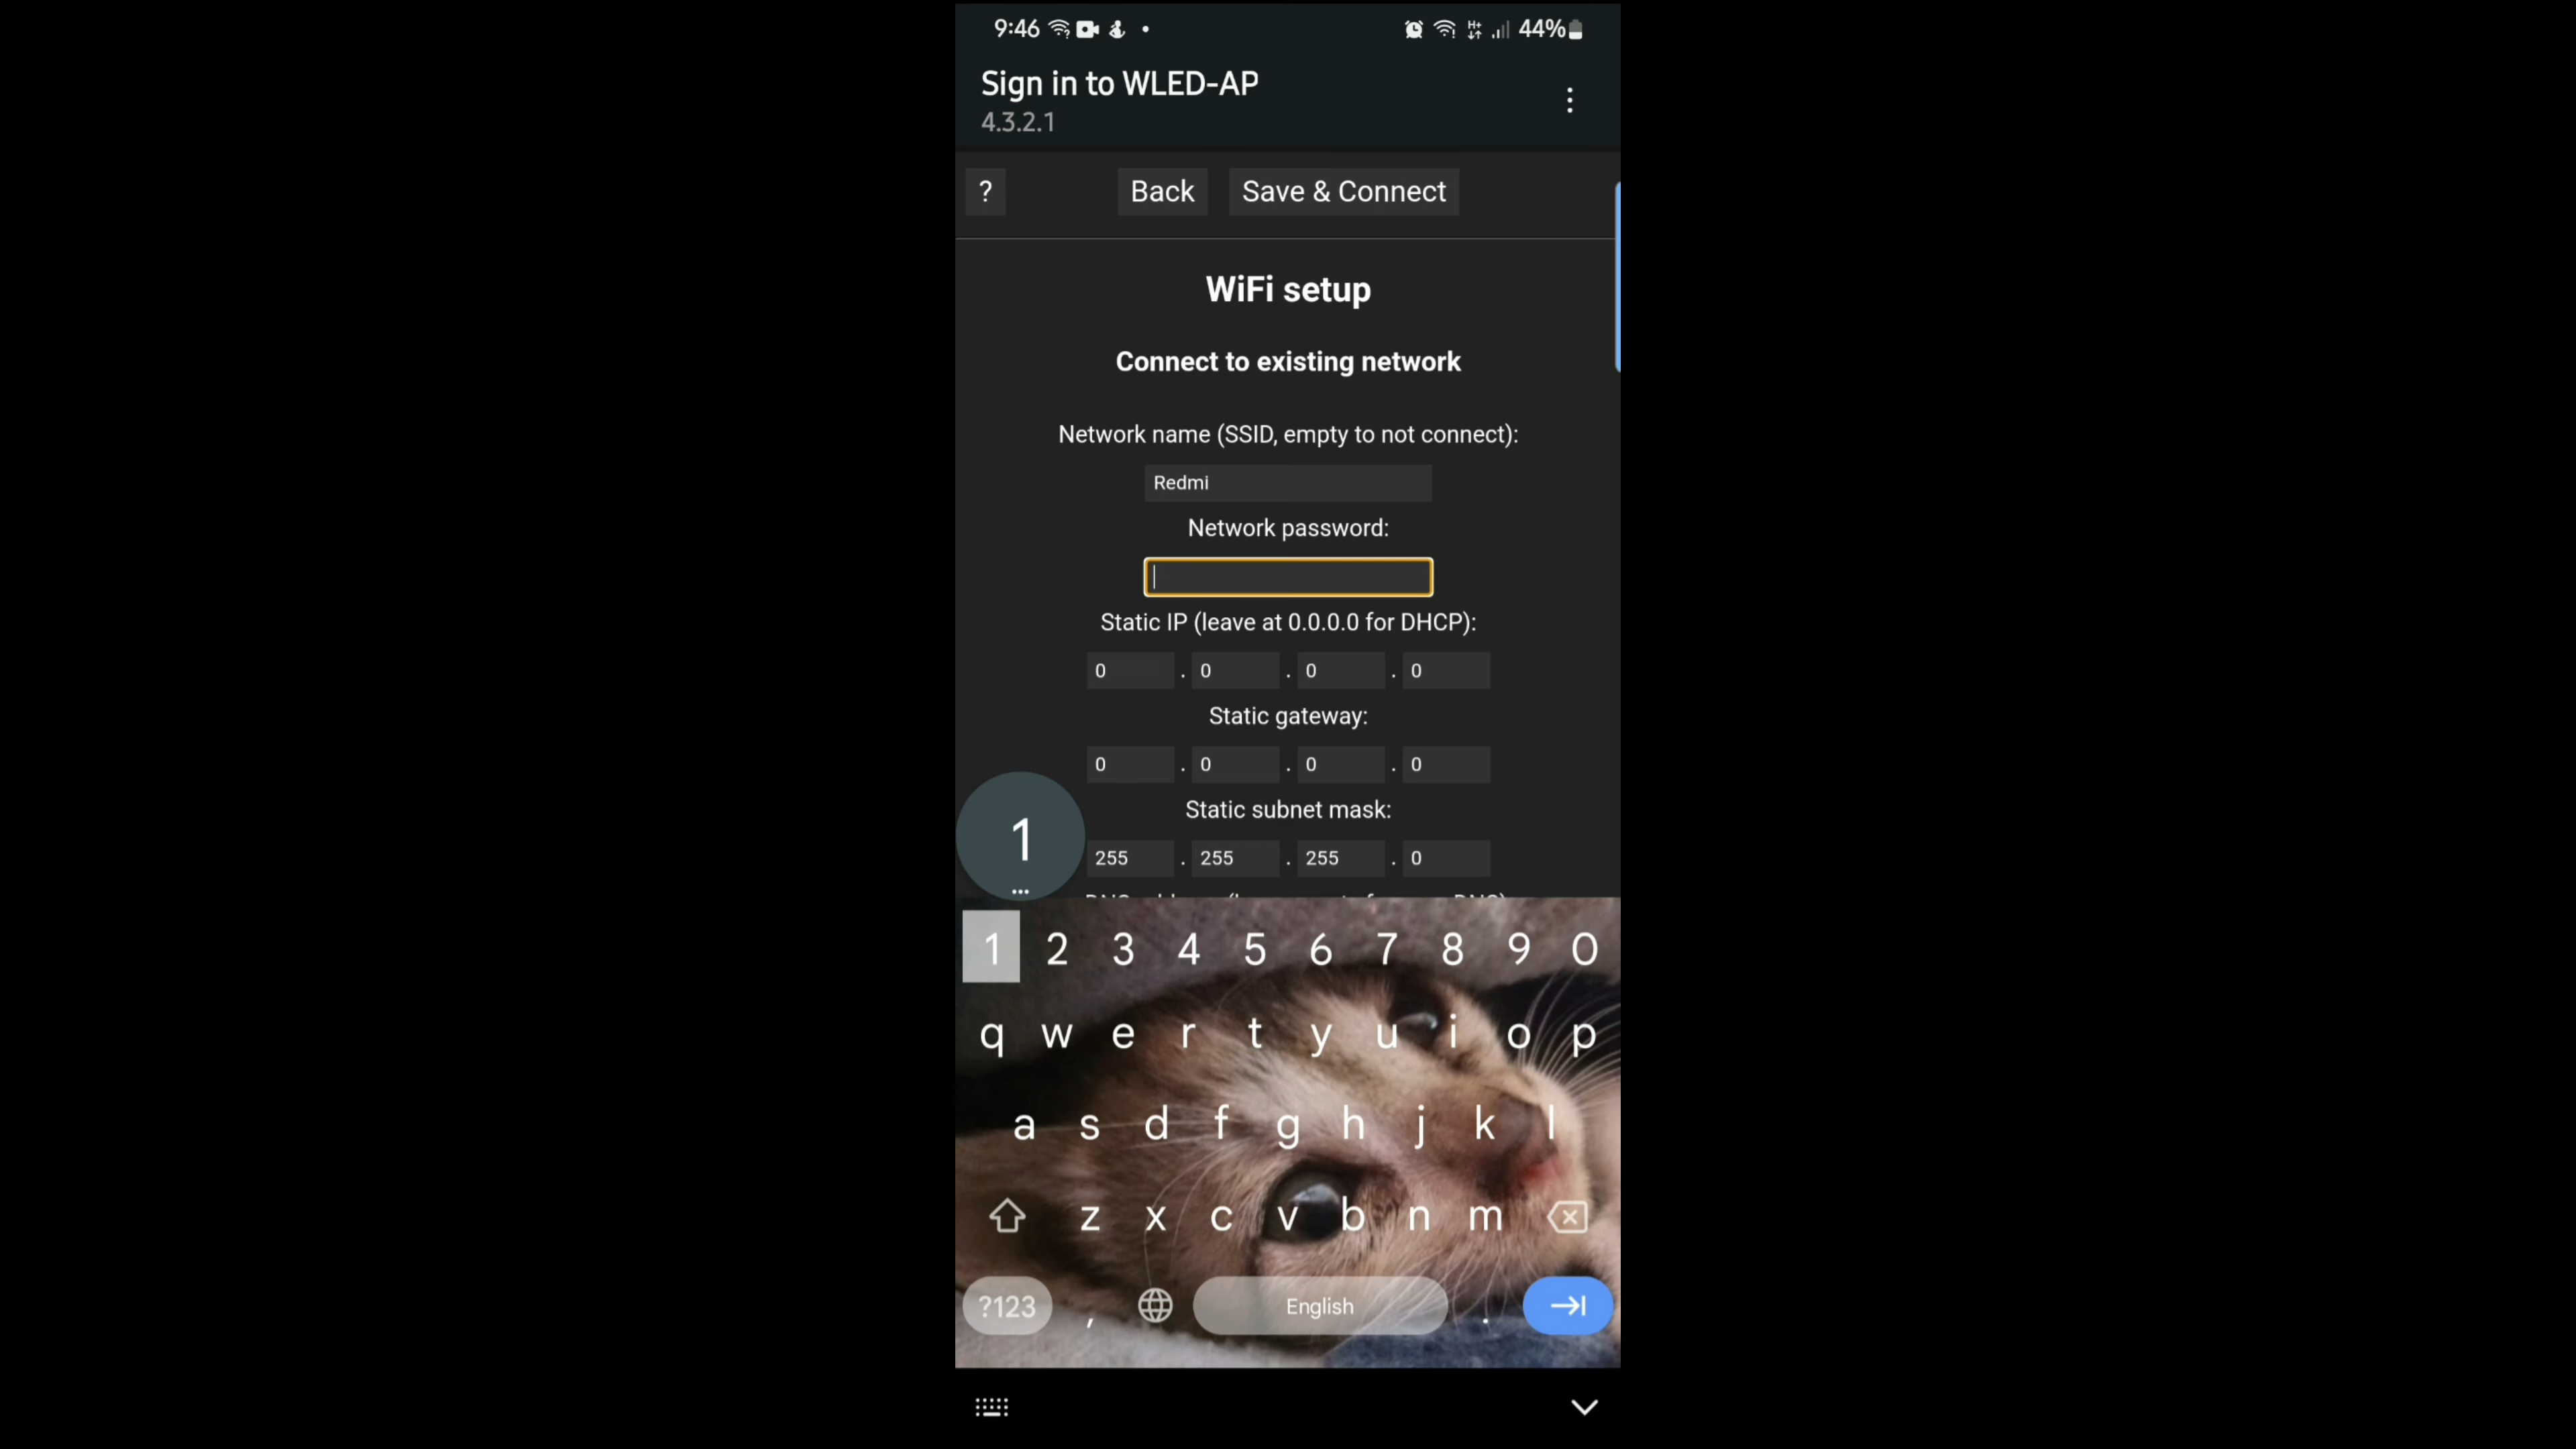 9:46 H+ 44%
Sign in to WLED-AP
4.3.2.1
? Back Save & Connect
WiFi setup
Connect to existing network
Network name (SSID, empty to not connect):
Redmi
Network password:
Static IP (leave at 0.0.0.0 for DHCP):
0 . 0 . 0 . 0
Static gateway:
0 . 0 . 0 . 0
Static subnet mask:
1
...
255 . 255 . 255 . 0
1 2 3 4 5 6 7 8 9 0
q w e r t y u i o p
a s d f g h j k l
z x c v b n m
?123 , English .